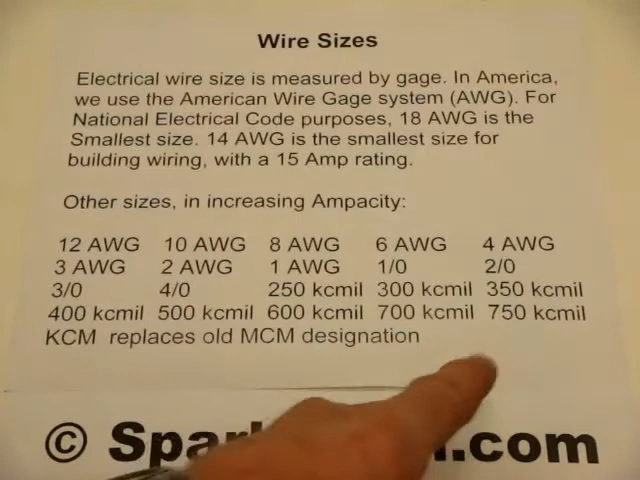 Wire Sizes
Electrical wire size is measured by gage. In America,
we use the American Wire Gage system (AWG). For
National Electrical Code purposes, 18 AWG is the
Smallest size. 14 AWG is the smallest size for
building wiring, with a 15 Amp rating.
Other sizes, in increasing Ampacity:
12 AWG 10 AWG 8 AWG 6 AWG 4 AWG
3 AWG 2 AWG 1 AWG 1/0 2/0
3/0 4/0 250 kcmil 300 kcmil 350 kcmil
400 kcmil 500 kcmil 600 kcmil 700 kcmil 750 kcmil
KCM replaces old MCM designation
© .com